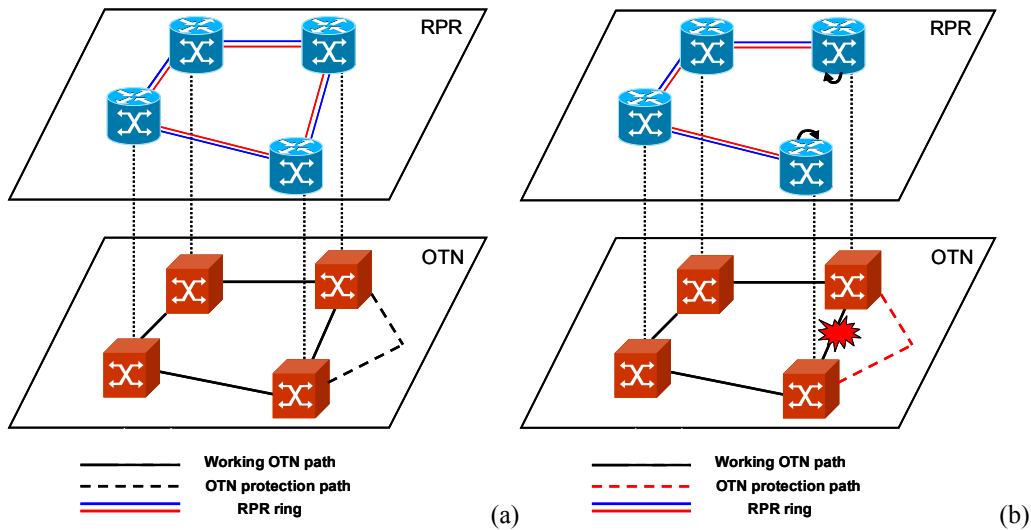 RPR
OTN
Working OTN path
OTN protection path
RPR ring
(a)
RPR
OTN
Working OTN path
OTN protection path
RPR ring
(b)